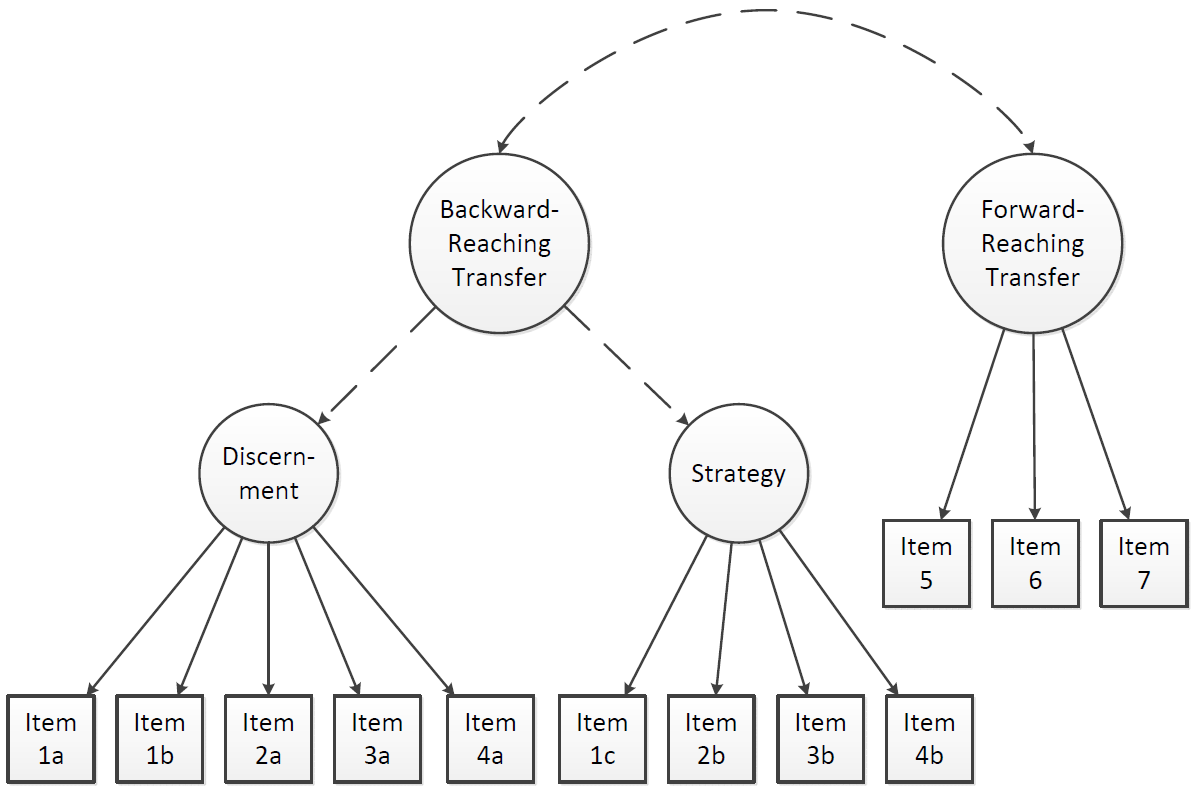 Backward-
Reaching
Transfer
Forward-
Reaching
Transfer
Discern-
ment
Strategy
Item
5
Item
6
Item
7
Item
1a
Item
1b
Item
2a
Item
3a
Item
4a
Item
1c
Item
2b
Item
3b
Item
4b